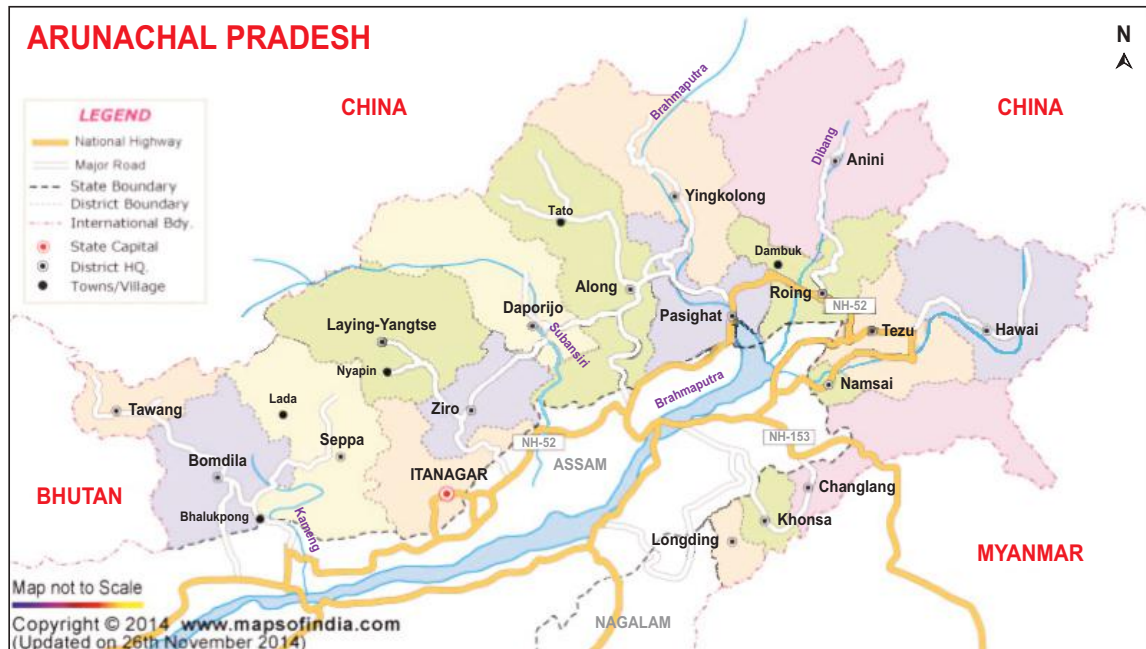 ARUNACHAL PRADESH
N
CHINA
CHINA
LEGEND
National Highway
Major Road
State Boundary
District Boundary
International Bdy.
State Capital
District HQ.
Towns/Village
Brahmaputra
Dibang
Anini
Yingkolong
Tato
Dambuk
Along
Roing
NH-52
Daporijo
Pasighat
Laying-Yangtse
Subansiri
Tezu
Hawai
Nyapin
Brahmaputra
Namsai
Tawang
Lada
Ziro
Seppa
NH-52
NH-153
Bomdila
ITANAGAR
ASSAM
BHUTAN
Changlang
Bhalukpong
Kameng
Khonsa
Longding
MYANMAR
Map not to Scale
NAGALAM
Copyright © 2014 www.mapsofindia.com
(Updated on 26th November 2014)